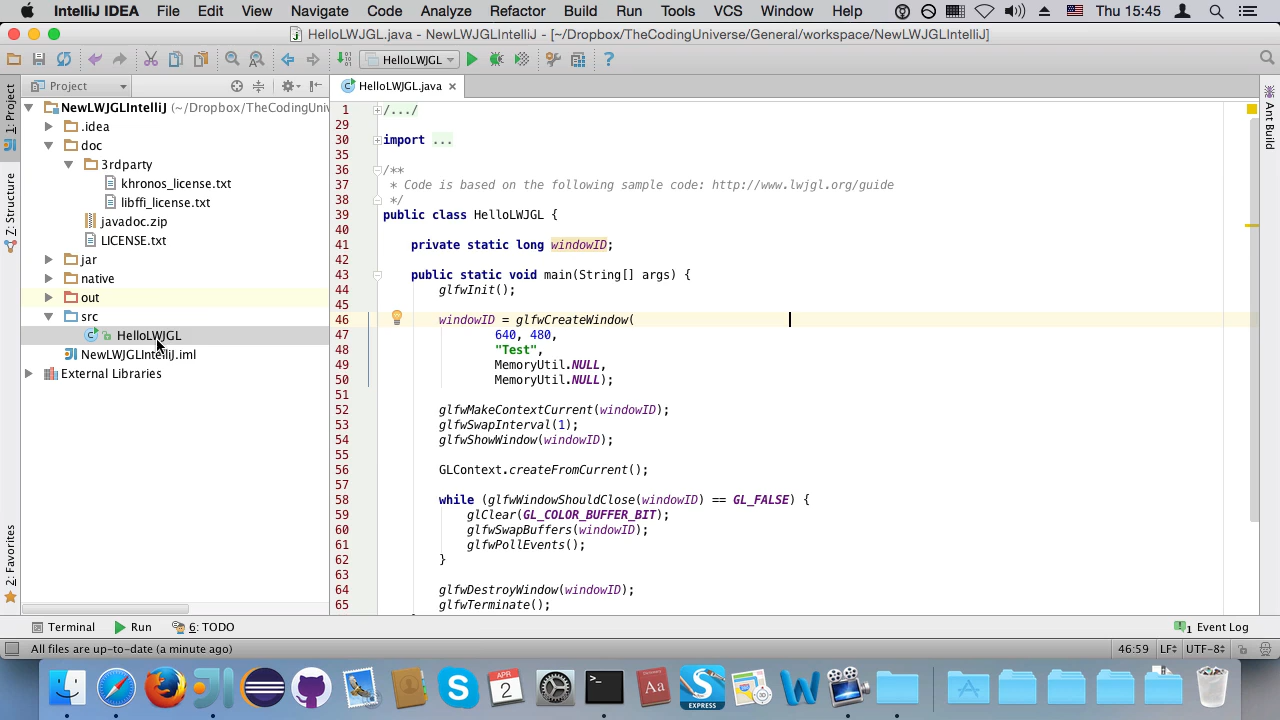 IntelliJ IDEA File Edit View Navigate Code Analyze Refactor Build Run Tools VCS Window Help Thu 15:45
HelloLWJGL.java - NewLWJGLIntelliJ - [~/Dropbox/TheCodingUniverse/General/workspace/NewLWJGLIntelliJ]
HelloLWJGL
Project
HelloLWJGL.java
1: Project
Z: Structure
2: Favorites
Ant Build
NewLWJGLIntelliJ (~/Dropbox/TheCodingUniv
.idea
doc
3rdparty
khronos_license.txt
libffi_license.txt
javadoc.zip
LICENSE.txt
jar
native
out
src
HelloLWJGL
NewLWJGLIntelliJ.iml
External Libraries
1 /.../
29
30 import ...
35
36 /**
37 * Code is based on the following sample code: http://www.lwjgl.org/guide
38 */
39 public class HelloLWJGL {
40
41 private static long windowID;
42
43 public static void main(String[] args) {
44 glfwInit();
45
46 windowID = glfwCreateWindow(
47 640, 480,
48 "Test",
49 MemoryUtil.NULL,
50 MemoryUtil.NULL);
51
52 glfwMakeContextCurrent(windowID);
53 glfwSwapInterval(1);
54 glfwShowWindow(windowID);
55
56 GLContext.createFromCurrent();
57
58 while (glfwWindowShouldClose(windowID) == GL_FALSE) {
59 glClear(GL_COLOR_BUFFER_BIT);
60 glfwSwapBuffers(windowID);
61 glfwPollEvents();
62 }
63
64 glfwDestroyWindow(windowID);
65 glfwTerminate();
Terminal Run 6: TODO 1 Event Log
All files are up-to-date (a minute ago) 46:59 LF UTF-8
APR
2
Aa
EXPRESS